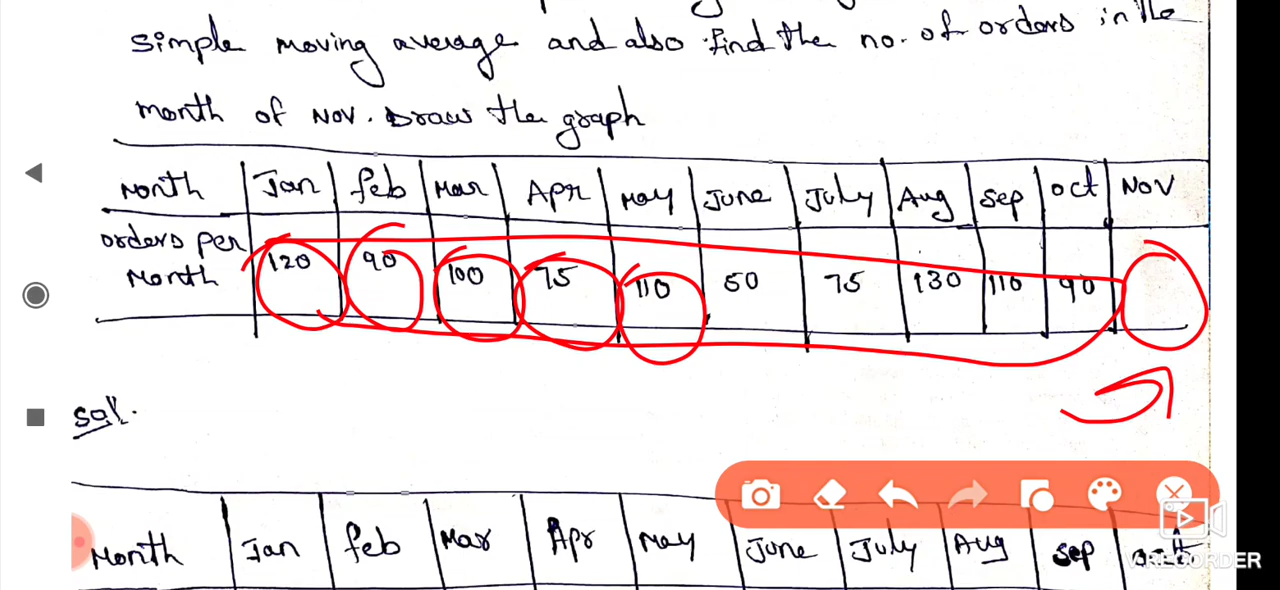 simple moving average and also find the no. of orders in the
month of NOV. Draw the graph
Month Jan feb Mar Apr May June July Aug sep oct NOV
orders per Month 120 90 100 75 110 50 75 130 110 90
Sol.
Month Jan feb Mar Apr May June July Aug sep oct
V.RECORDER